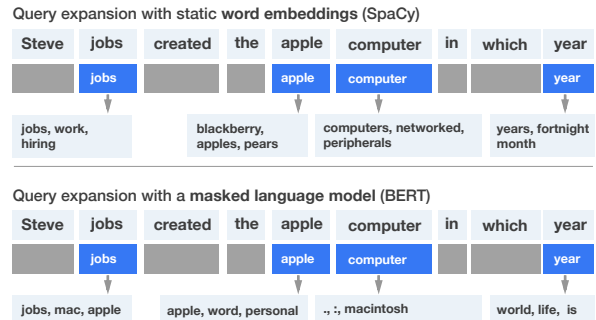 Query expansion with static word embeddings (SpaCy)
Steve jobs created the apple computer in which year
jobs apple computer year
jobs, work, hiring
blackberry, apples, pears
computers, networked, peripherals
years, fortnight month
Query expansion with a masked language model (BERT)
Steve jobs created the apple computer in which year
jobs apple computer year
jobs, mac, apple
apple, word, personal
., :, macintosh
world, life, is